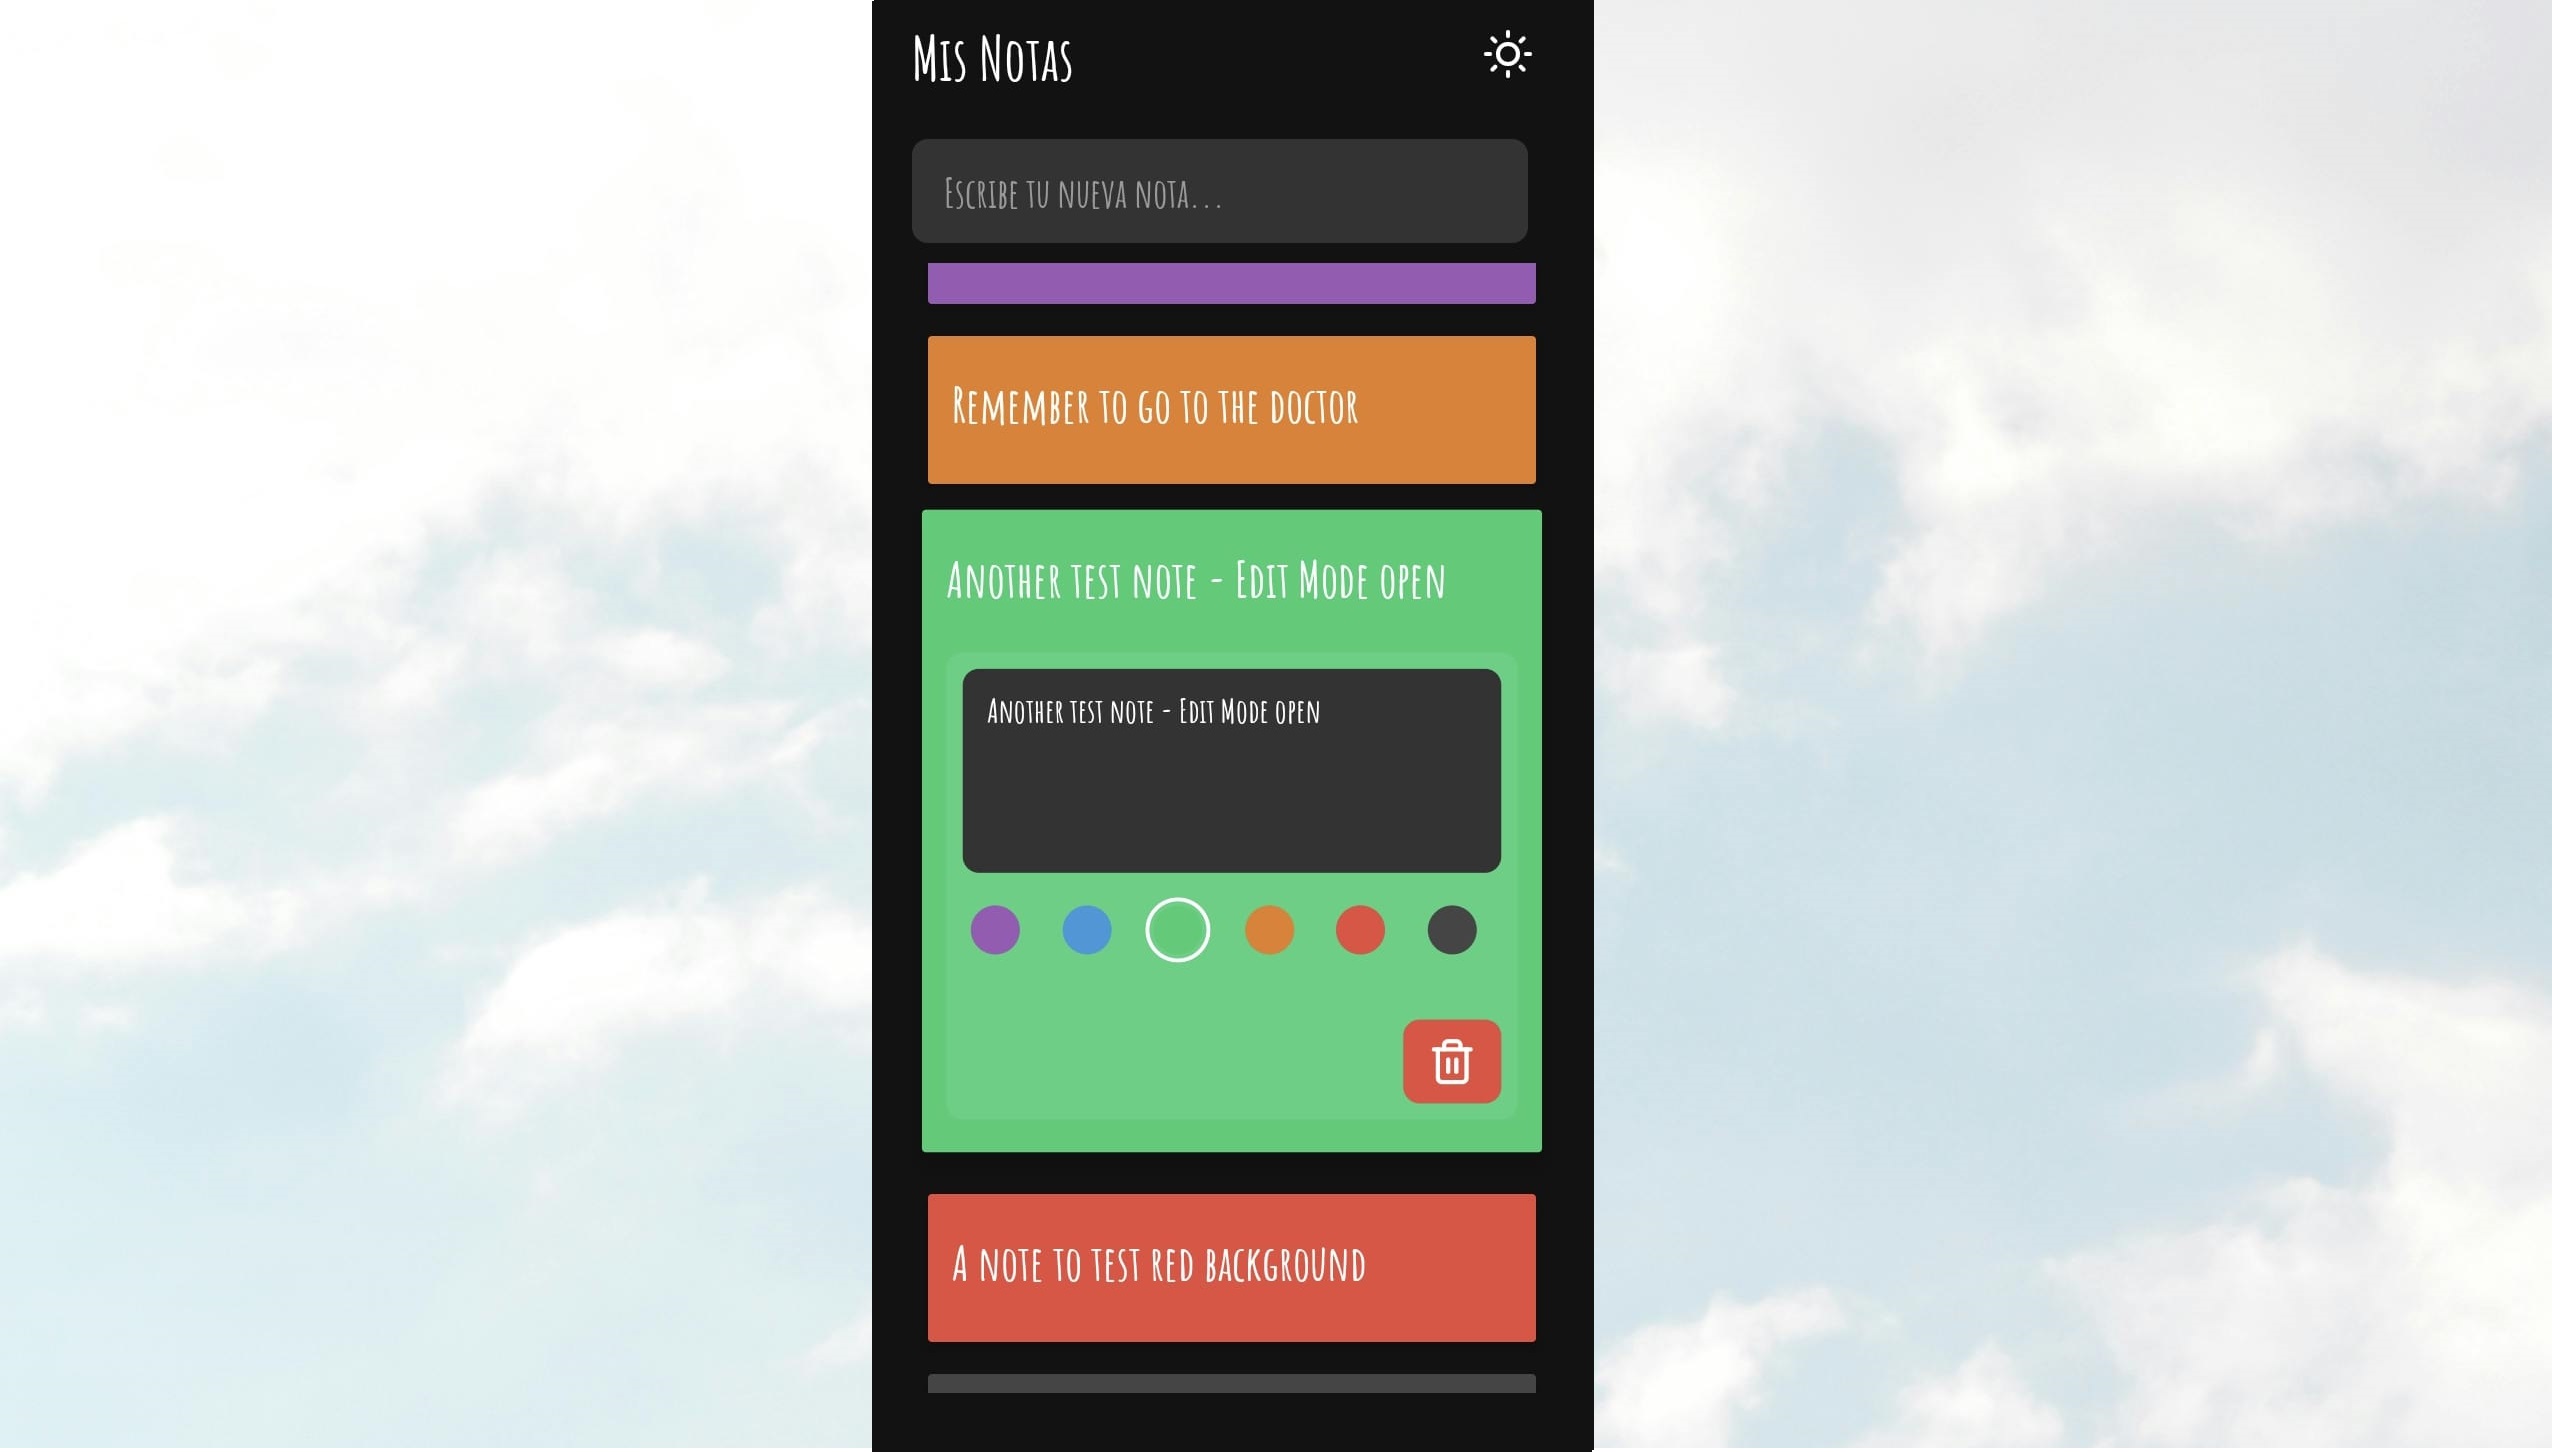 Mis Notas
Escribe tu nueva nota...
Remember to go to the doctor
Another test note - Edit Mode open
Another test note - Edit Mode open
A note to test red background